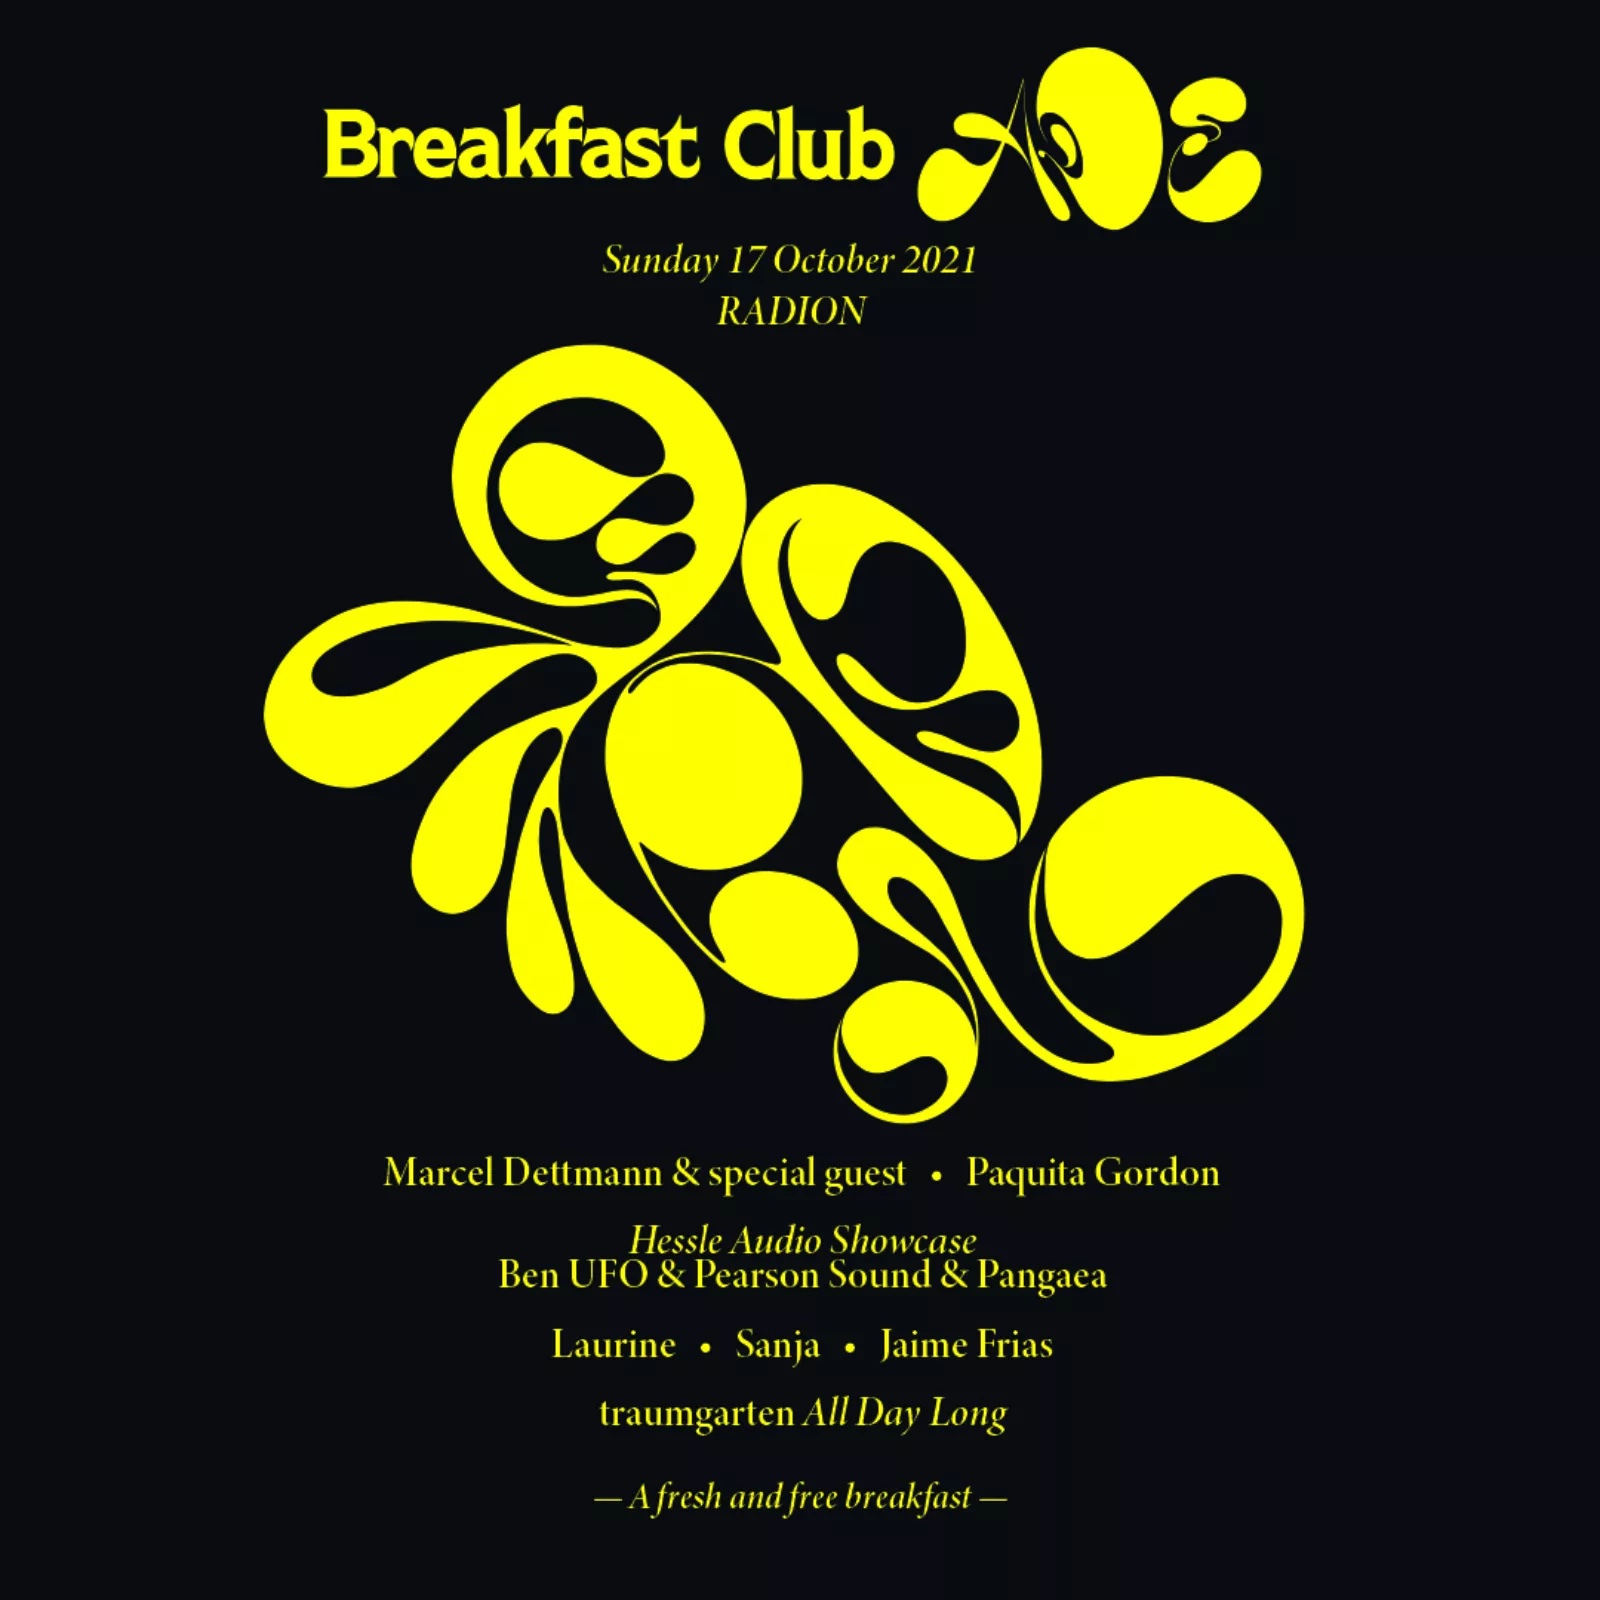 Breakfast Club ADE
Sunday 17 October 2021
RADION
Marcel Dettmann & special guest • Paquita Gordon
Hessle Audio Showcase
Ben UFO & Pearson Sound & Pangaea
Laurine • Sanja • Jaime Frias
traumgarten All Day Long
— A fresh and free breakfast —